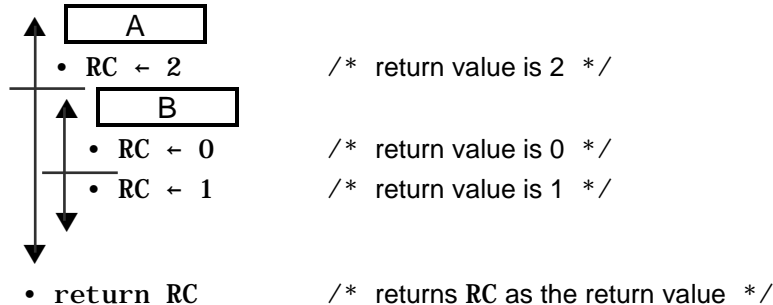 A
• RC ← 2 /* return value is 2 */
B
• RC ← 0 /* return value is 0 */
• RC ← 1 /* return value is 1 */
• return RC /* returns RC as the return value */